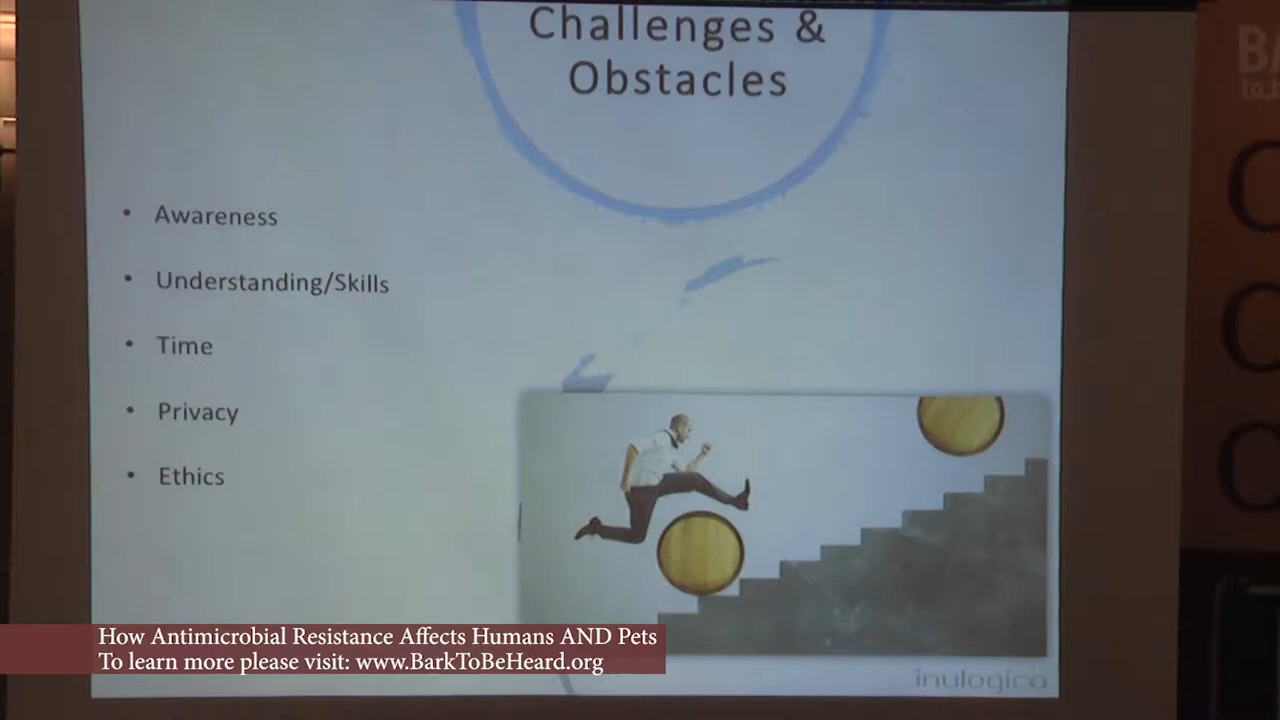 Challenges &
Obstacles
• Awareness
• Understanding/Skills
• Time
• Privacy
• Ethics
How Antimicrobial Resistance Affects Humans AND Pets
To learn more please visit: www.BarkToBeHeard.org
inulogica